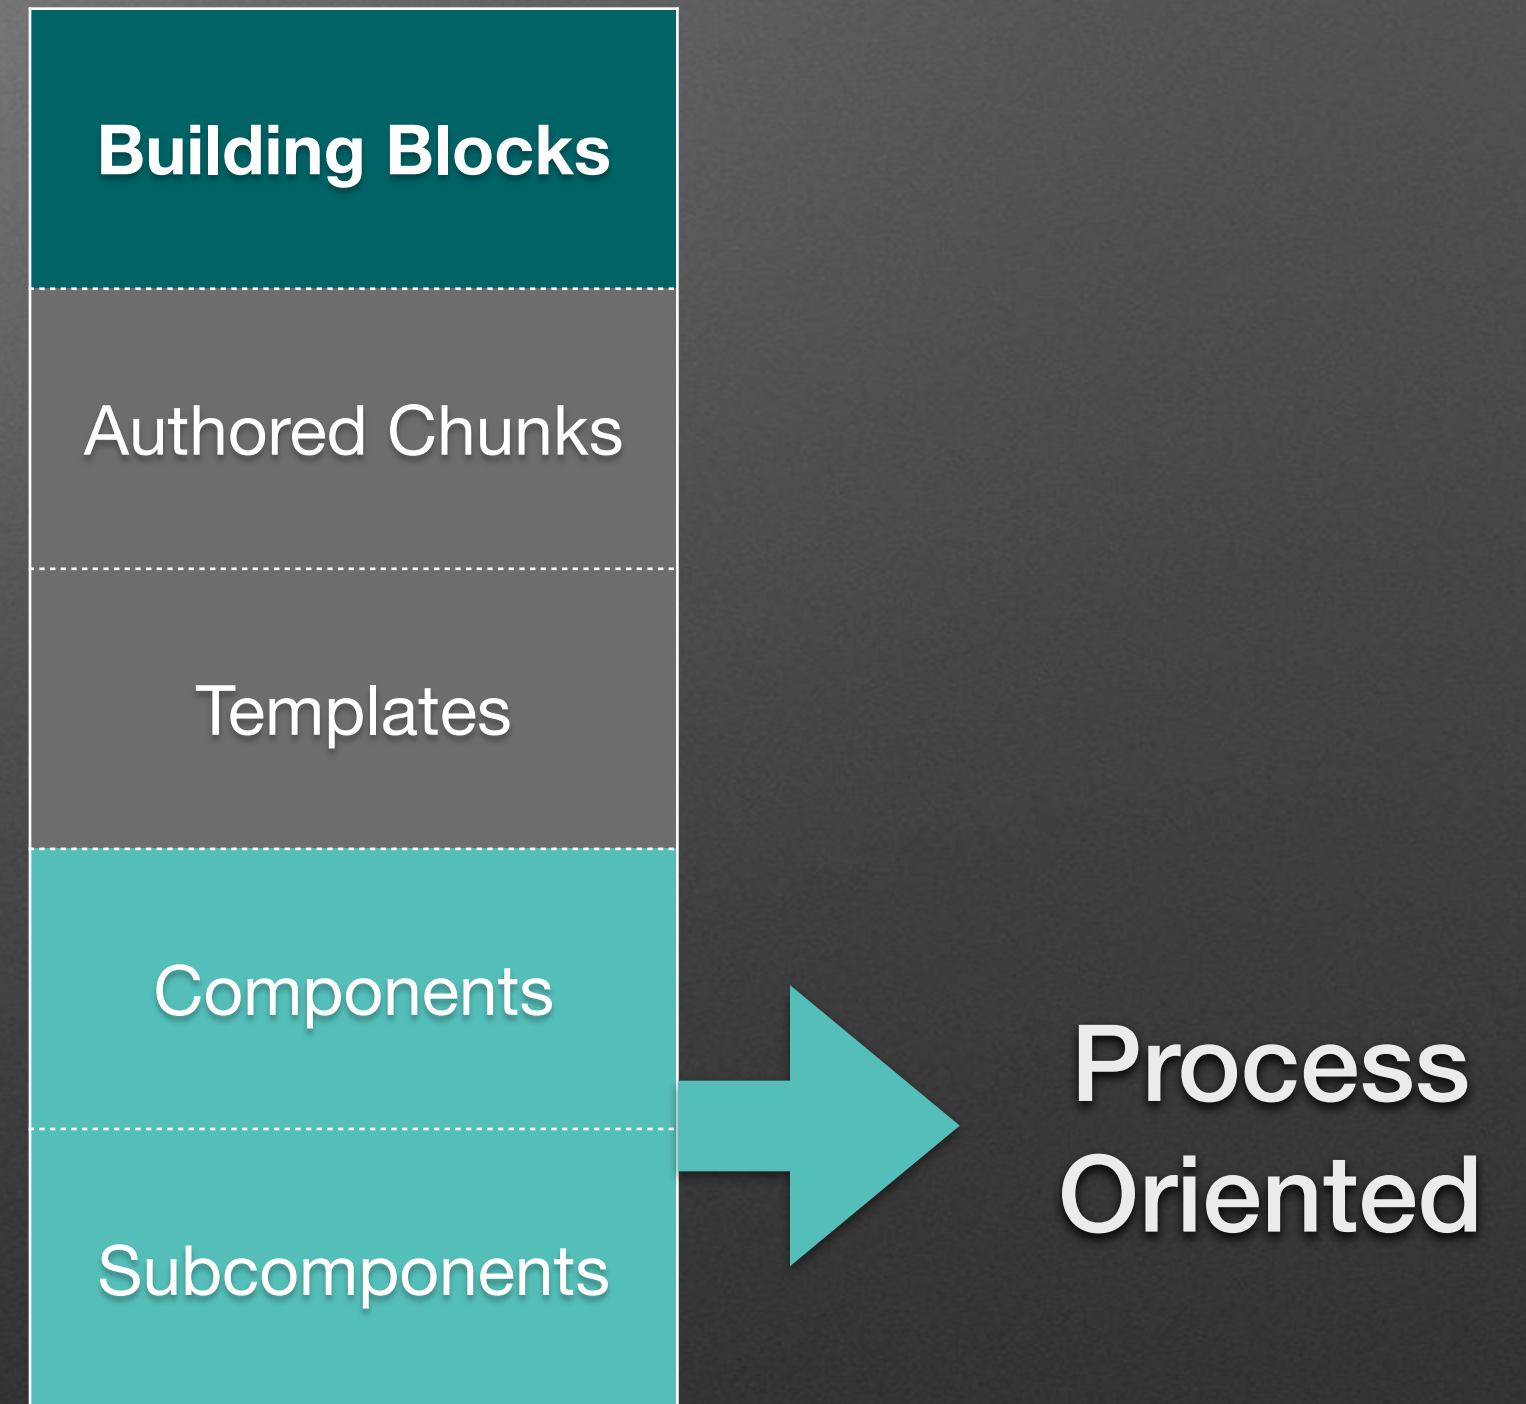 Building Blocks
Authored Chunks
Templates
Components
Subcomponents
Process
Oriented